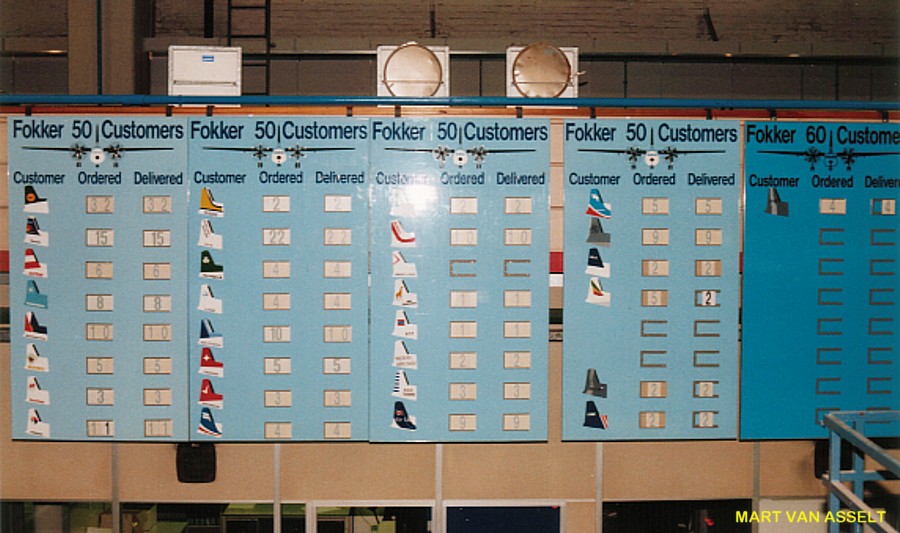 Fokker 50 Customers
Customer Ordered Delivered
32 32
15 15
6 6
8 8
10 10
5 5
3 3
11 11
Fokker 50 Customers
Customer Ordered Delivered
2 2
22 22
4 4
4 4
10 10
5 5
3 3
4 4
Fokker 50 Customers
Customer Ordered Delivered
2 2
10 10
1 1
1 1
2 2
3 3
9 9
Fokker 50 Customers
Customer Ordered Delivered
5 5
9 9
2 2
5 2
2 2
2 2
Fokker 60 Custome
Customer Ordered Deliver
4 4
MART VAN ASSELT